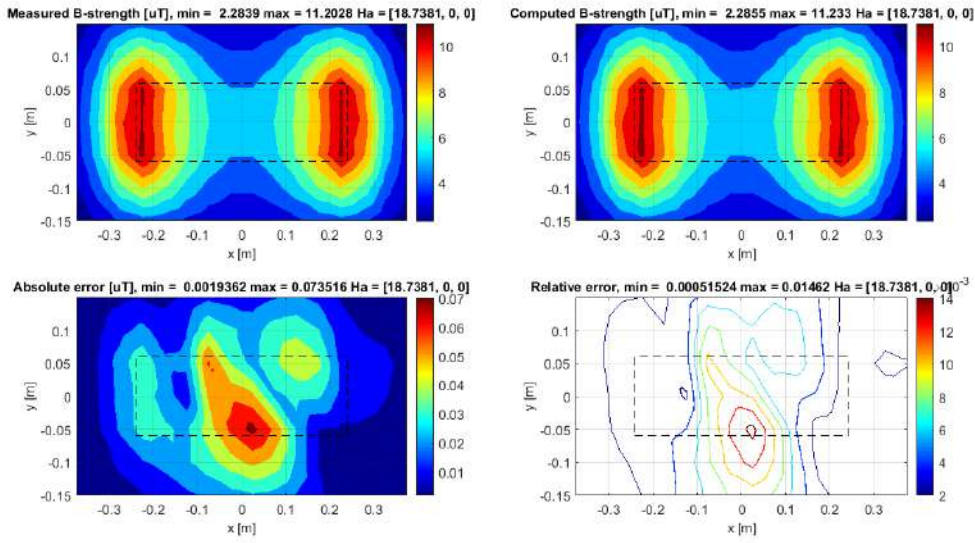 Measured B-strength [uT], min = 2.2839 max = 11.2028 Ha = [18.7381, 0, 0]
0.1
0.05
0
-0.05
-0.1
-0.15
y [m]
-0.3 -0.2 -0.1 0 0.1 0.2 0.3
x [m]
10
8
6
4
Computed B-strength [uT], min = 2.2855 max = 11.233 Ha = [18.7381, 0, 0]
0.1
0.05
0
-0.05
-0.1
-0.15
y [m]
-0.3 -0.2 -0.1 0 0.1 0.2 0.3
x [m]
10
8
6
4
Absolute error [uT], min = 0.0019362 max = 0.073516 Ha = [18.7381, 0, 0]
0.1
0.05
0
-0.05
-0.1
-0.15
y [m]
-0.3 -0.2 -0.1 0 0.1 0.2 0.3
x [m]
0.07
0.06
0.05
0.04
0.03
0.02
0.01
Relative error, min = 0.00051524 max = 0.01462 Ha = [18.7381, 0, 0]
0.1
0.05
0
-0.05
-0.1
-0.15
y [m]
-0.3 -0.2 -0.1 0 0.1 0.2 0.3
x [m]
14
12
10
8
6
4
2